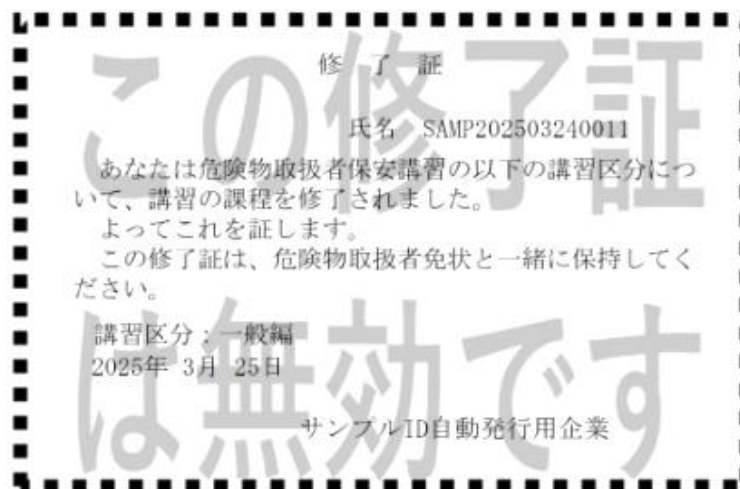 この修了証
は無効です
修 了 証
氏名 SAMP202503240011
あなたは危険物取扱者保安講習の以下の講習区分につ
いて、講習の課程を修了されました。
よってこれを証します。
この修了証は、危険物取扱者免状と一緒に保持してく
ださい。
講習区分:一般編
2025年 3月 25日
サンプルID自動発行用企業